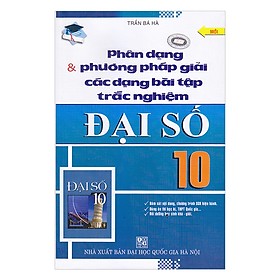 TRẦN BÁ HÀ
MỚI
Phân dạng
& phương pháp giải
các dạng bài tập
trắc nghiệm
ĐẠI SỐ
10
ĐẠI SỐ
10
NHÀ XUẤT BẢN ĐẠI HỌC QUỐC GIA HÀ NỘI